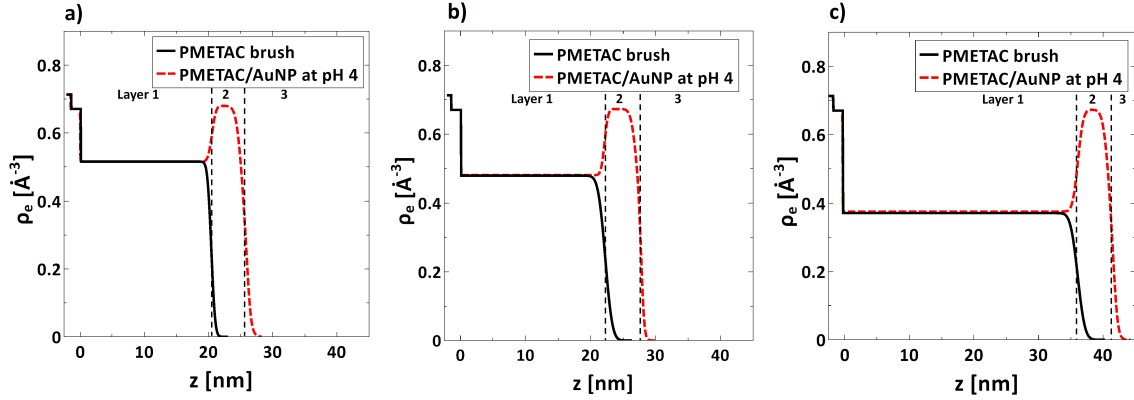 a)
PMETAC brush
PMETAC/AuNP at pH 4
Layer 1 2 3
0.8
0.6
0.4
0.2
0
ρe [Å-3]
0 10 20 30 40
z [nm]
b)
PMETAC brush
PMETAC/AuNP at pH 4
Layer 1 2 3
0.8
0.6
0.4
0.2
0
ρe [Å-3]
0 10 20 30 40
z [nm]
c)
PMETAC brush
PMETAC/AuNP at pH 4
Layer 1 2 3
0.8
0.6
0.4
0.2
0
ρe [Å-3]
0 10 20 30 40
z [nm]